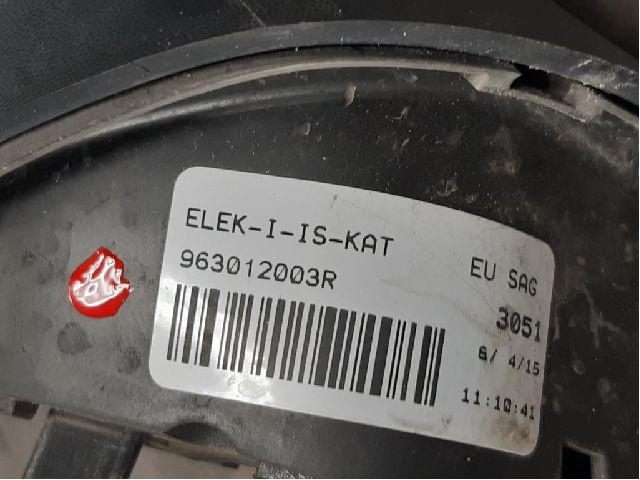 ELEK-I-IS-KAT
EU SAG
963012003R
3051
6/ 4/15
11:10:41